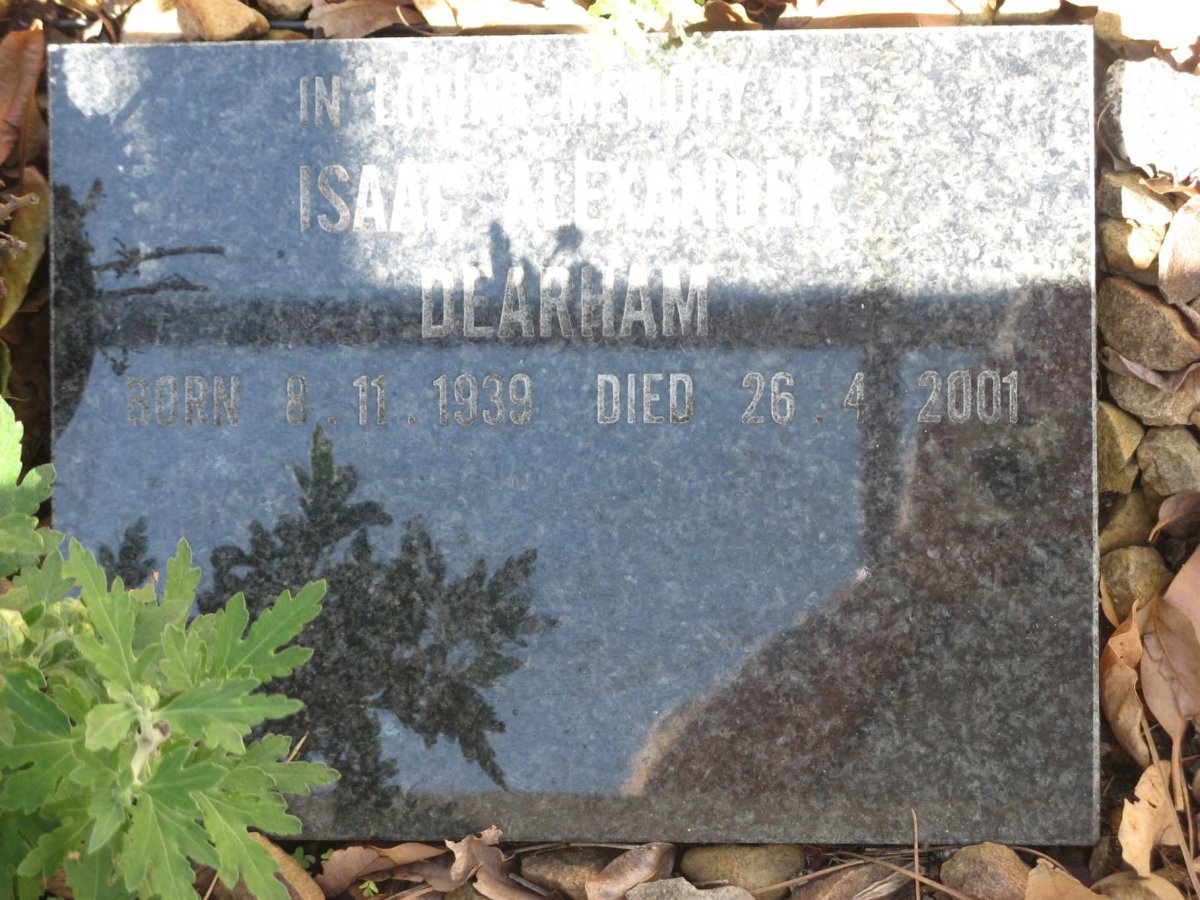 IN LOVING MEMORY OF
ISAAC ALEXANDER
DEARHAM
BORN 8.11.1939 DIED 26.4 2001